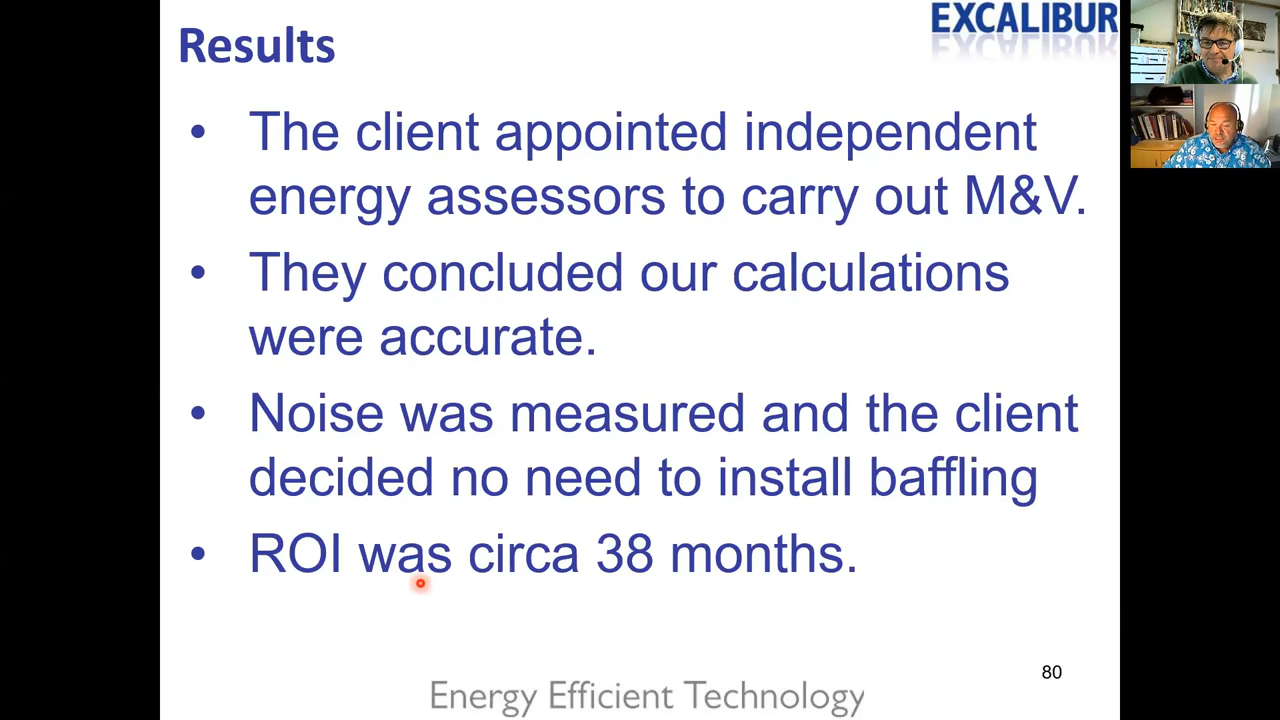 Results
EXCALIBUR
• The client appointed independent
energy assessors to carry out M&V.
• They concluded our calculations
were accurate.
• Noise was measured and the client
decided no need to install baffling
• ROI was circa 38 months.
80
Energy Efficient Technology